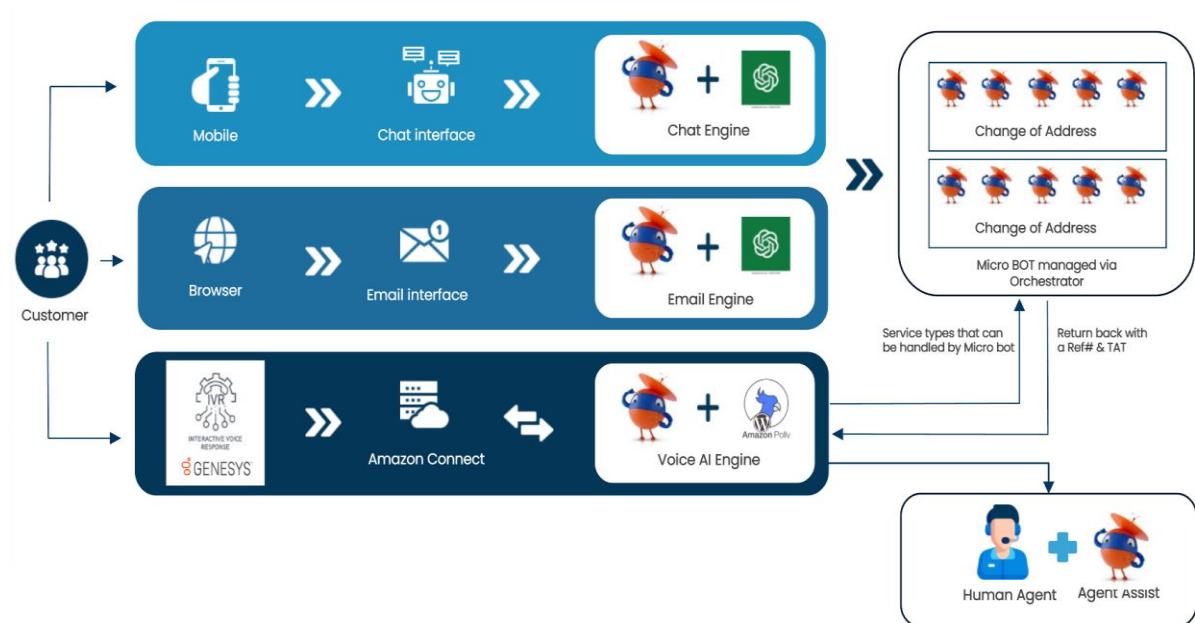 Mobile
Chat interface
Chat Engine
Change of Address
Change of Address
Micro BOT managed via
Orchestrator
Customer
Browser
1
Email interface
Email Engine
Service types that can
be handled by Micro bot
Return back with
a Ref# & TAT
IVR
INTERACTIVE VOICE
RESPONSE
GENESYS
Amazon Connect
Amazon Polly
Voice AI Engine
Human Agent
Agent Assist